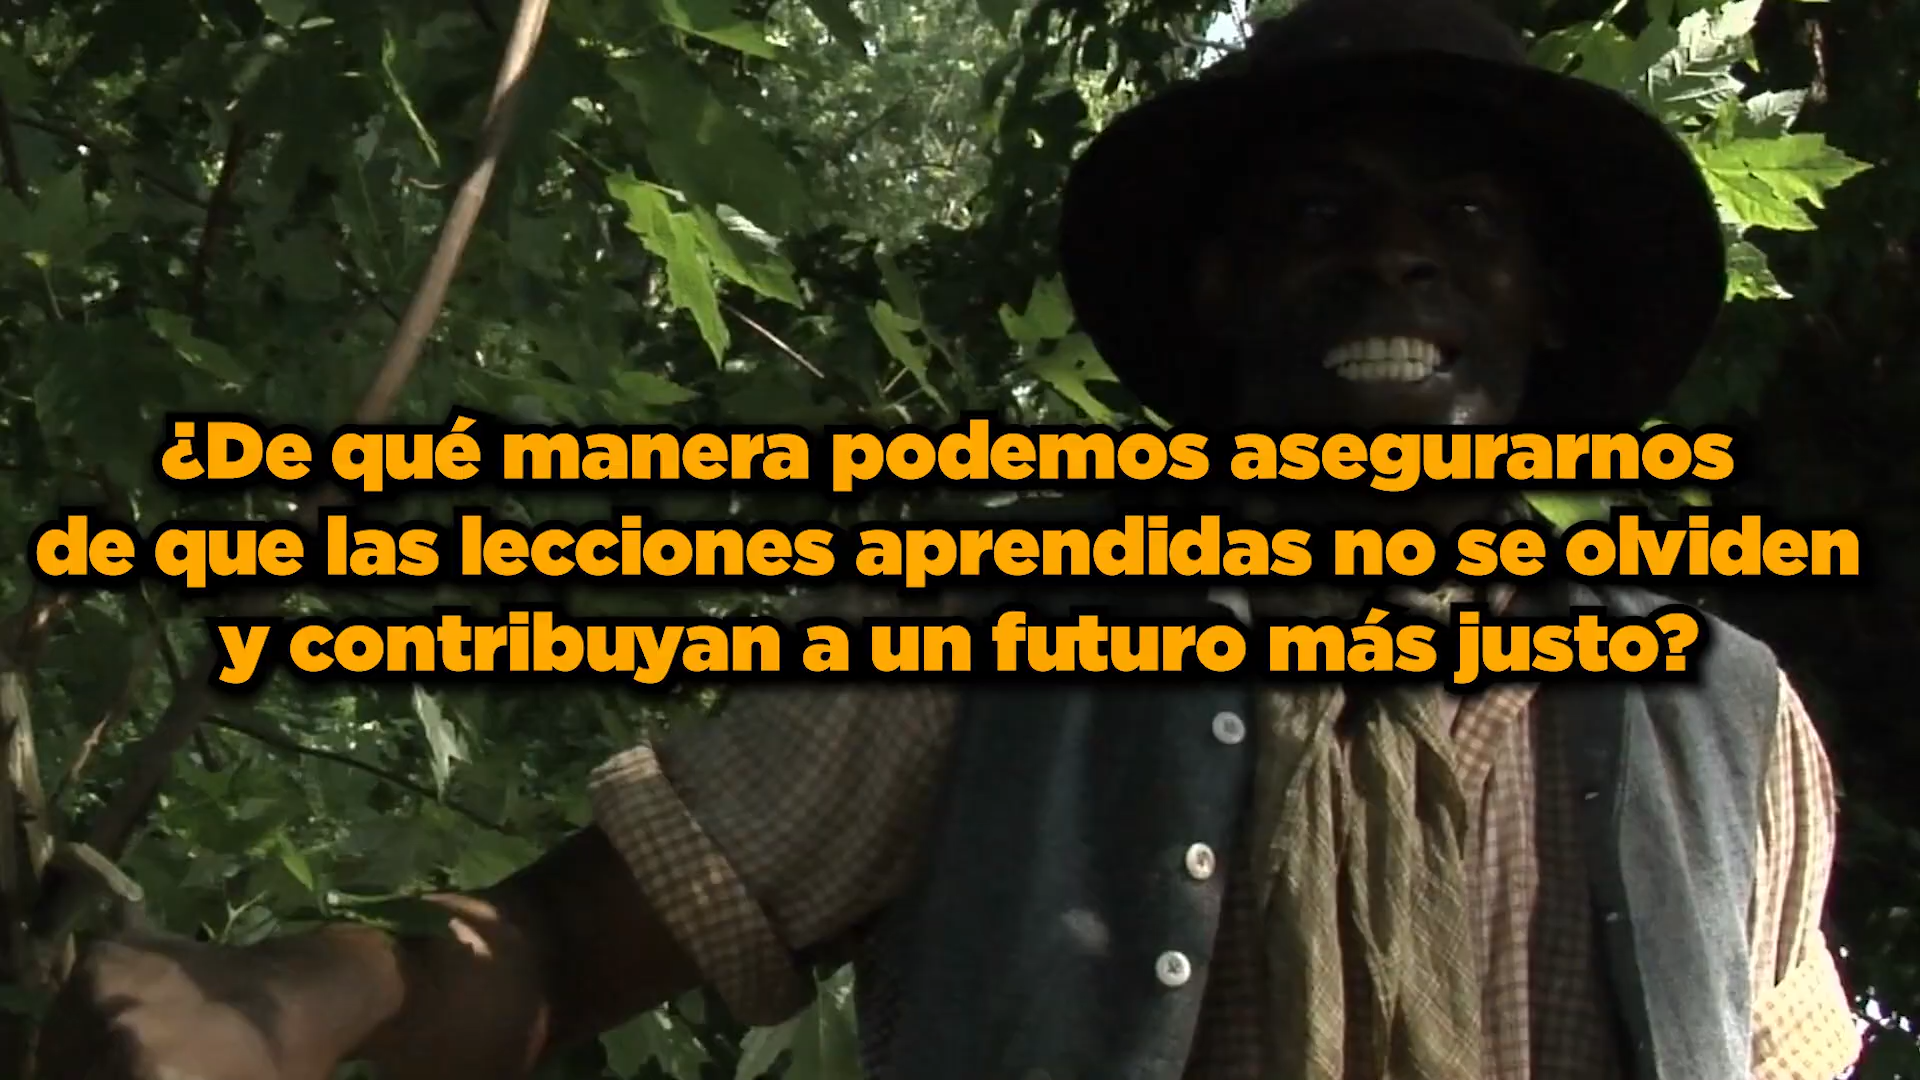 ¿De qué manera podemos asegurarnos
de que las lecciones aprendidas no se olviden
y contribuyan a un futuro más justo?